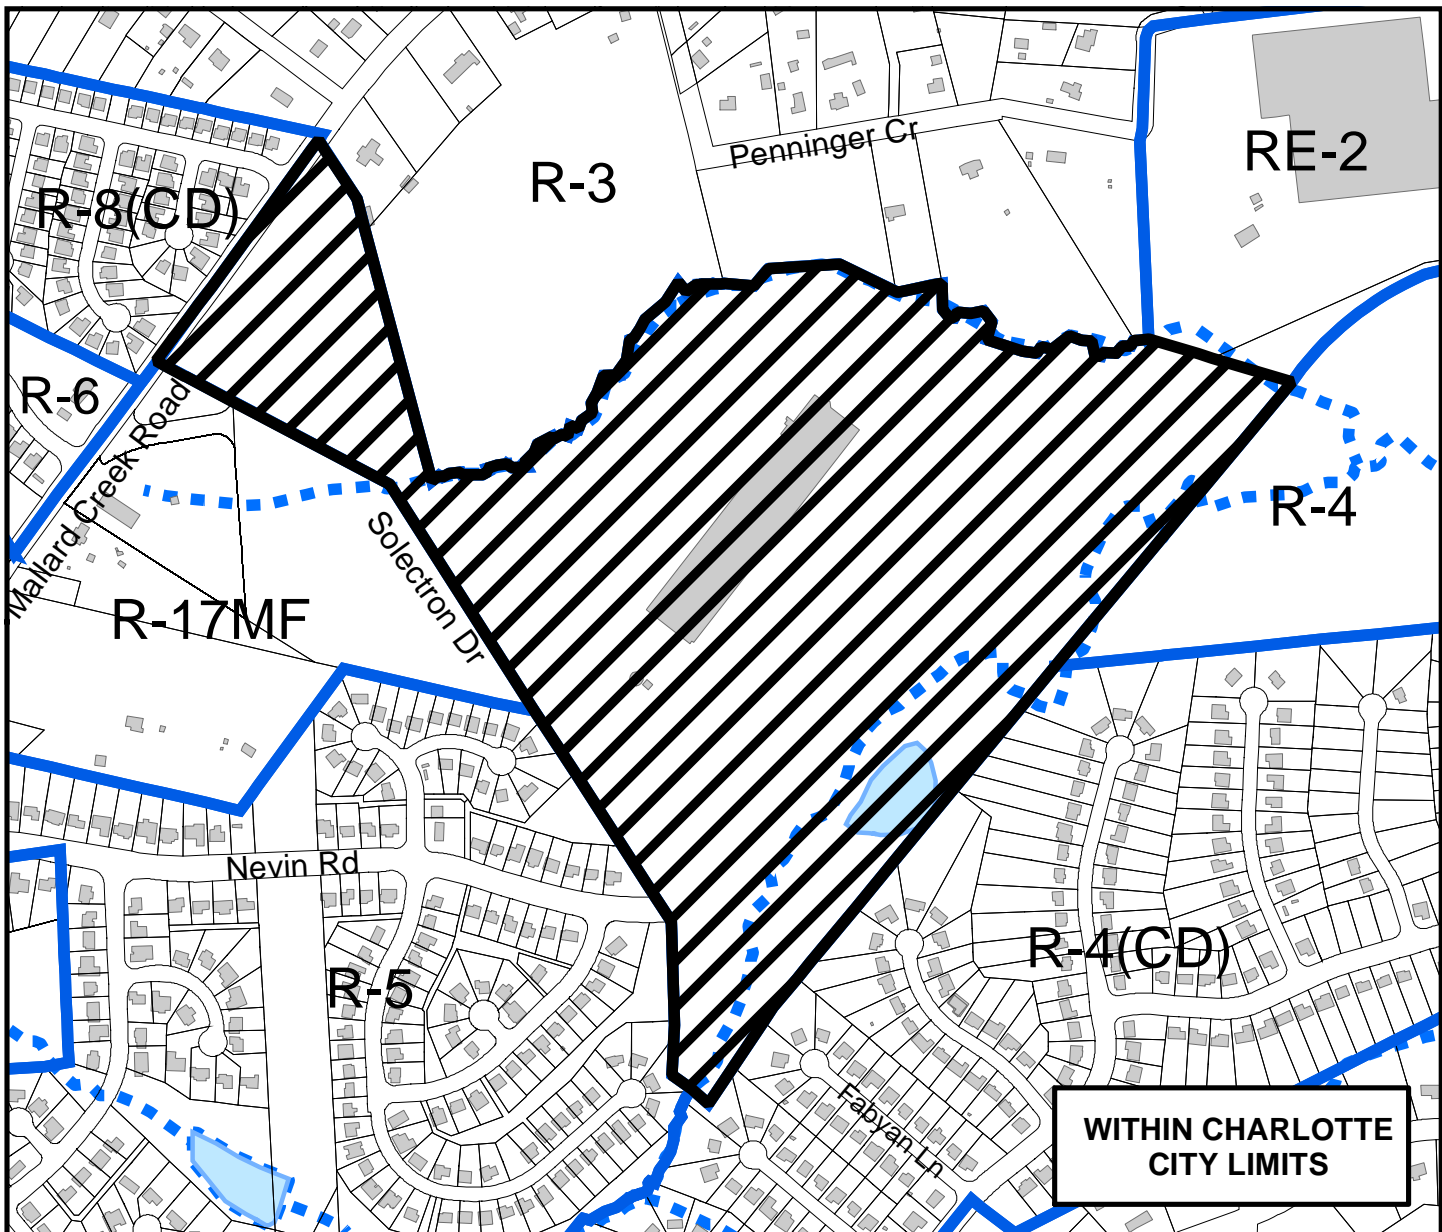 Penninger Cr
RE-2
R-3
R-8(CD)
R-6
Mallard Creek Road
R-4
Solectron Dr
R-17MF
Nevin Rd
R-4(CD)
R-5
Fabyan Ln
WITHIN CHARLOTTE
CITY LIMITS